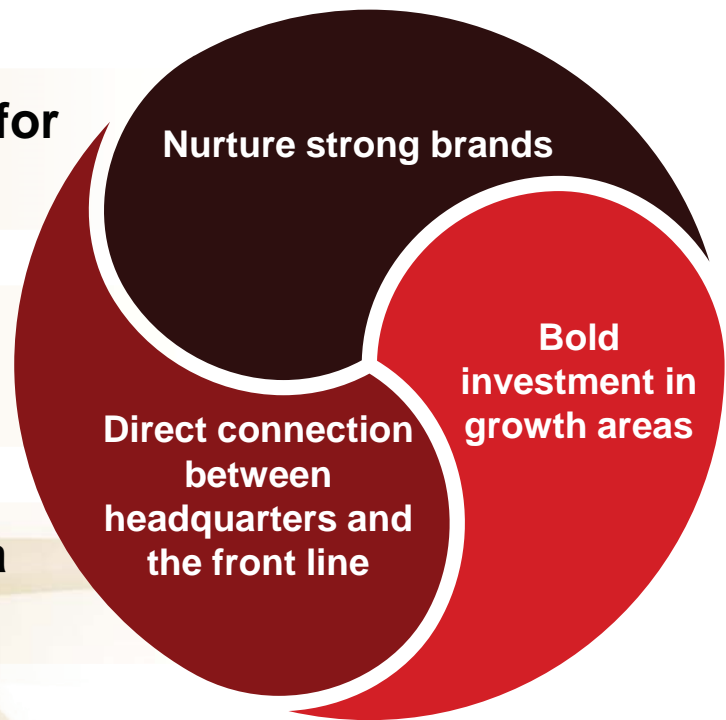 for
Nurture strong brands
Bold
investment in
growth areas
Direct connection
between
headquarters and
the front line
a